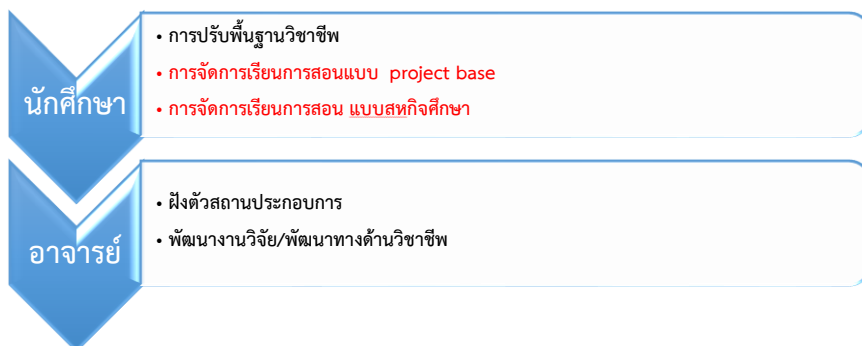 นักศึกษา
• การปรับพื้นฐานวิชาชีพ
• การจัดการเรียนการสอนแบบ project base
• การจัดการเรียนการสอน แบบสหกิจศึกษา
อาจารย์
• ฝังตัวสถานประกอบการ
• พัฒนางานวิจัย/พัฒนาทางด้านวิชาชีพ